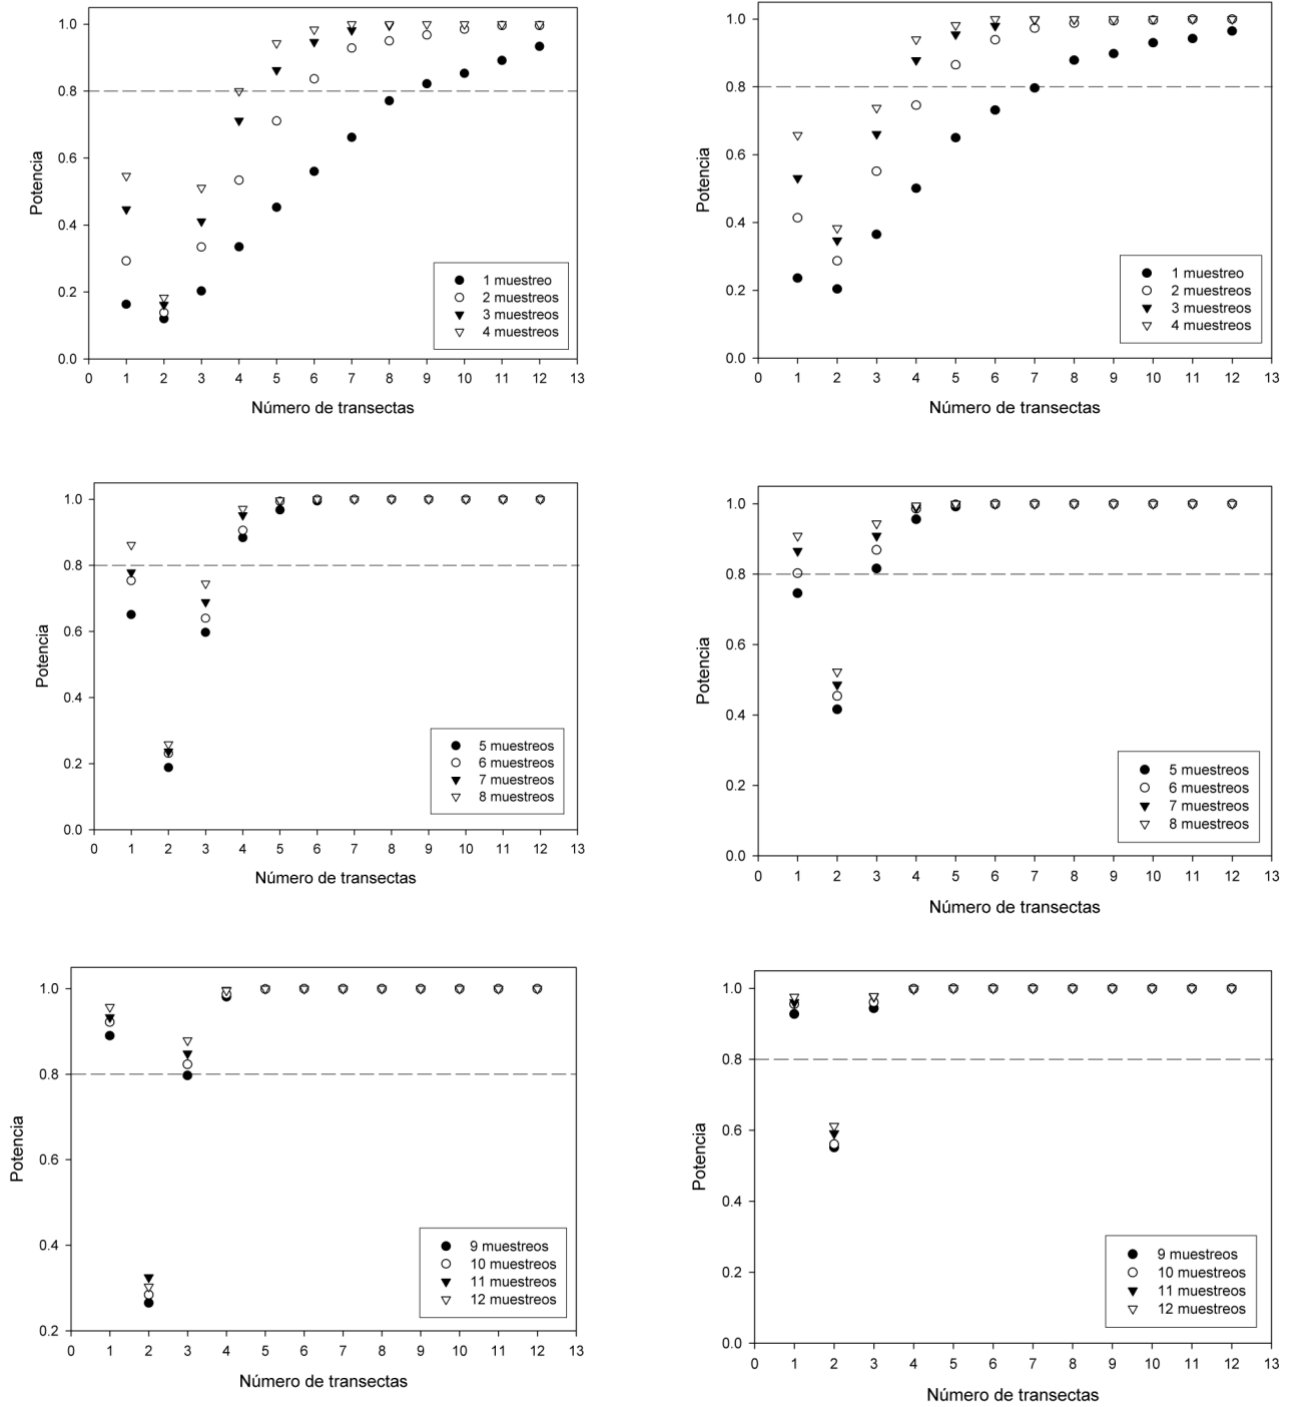 1.0
0.8
0.6
0.4
0.2
0.0
Potencia
0 1 2 3 4 5 6 7 8 9 10 11 12 13
Número de transectas
1 muestreo
2 muestreos
3 muestreos
4 muestreos
1.0
0.8
0.6
0.4
0.2
0.0
Potencia
0 1 2 3 4 5 6 7 8 9 10 11 12 13
Número de transectas
1 muestreo
2 muestreos
3 muestreos
4 muestreos
1.0
0.8
0.6
0.4
0.2
0.0
Potencia
0 1 2 3 4 5 6 7 8 9 10 11 12 13
Número de transectas
5 muestreos
6 muestreos
7 muestreos
8 muestreos
1.0
0.8
0.6
0.4
0.2
0.0
Potencia
0 1 2 3 4 5 6 7 8 9 10 11 12 13
Número de transectas
5 muestreos
6 muestreos
7 muestreos
8 muestreos
1.0
0.8
0.6
0.4
0.2
Potencia
0 1 2 3 4 5 6 7 8 9 10 11 12 13
Número de transectas
9 muestreos
10 muestreos
11 muestreos
12 muestreos
1.0
0.8
0.6
0.4
0.2
0.0
Potencia
0 1 2 3 4 5 6 7 8 9 10 11 12 13
Número de transectas
9 muestreos
10 muestreos
11 muestreos
12 muestreos